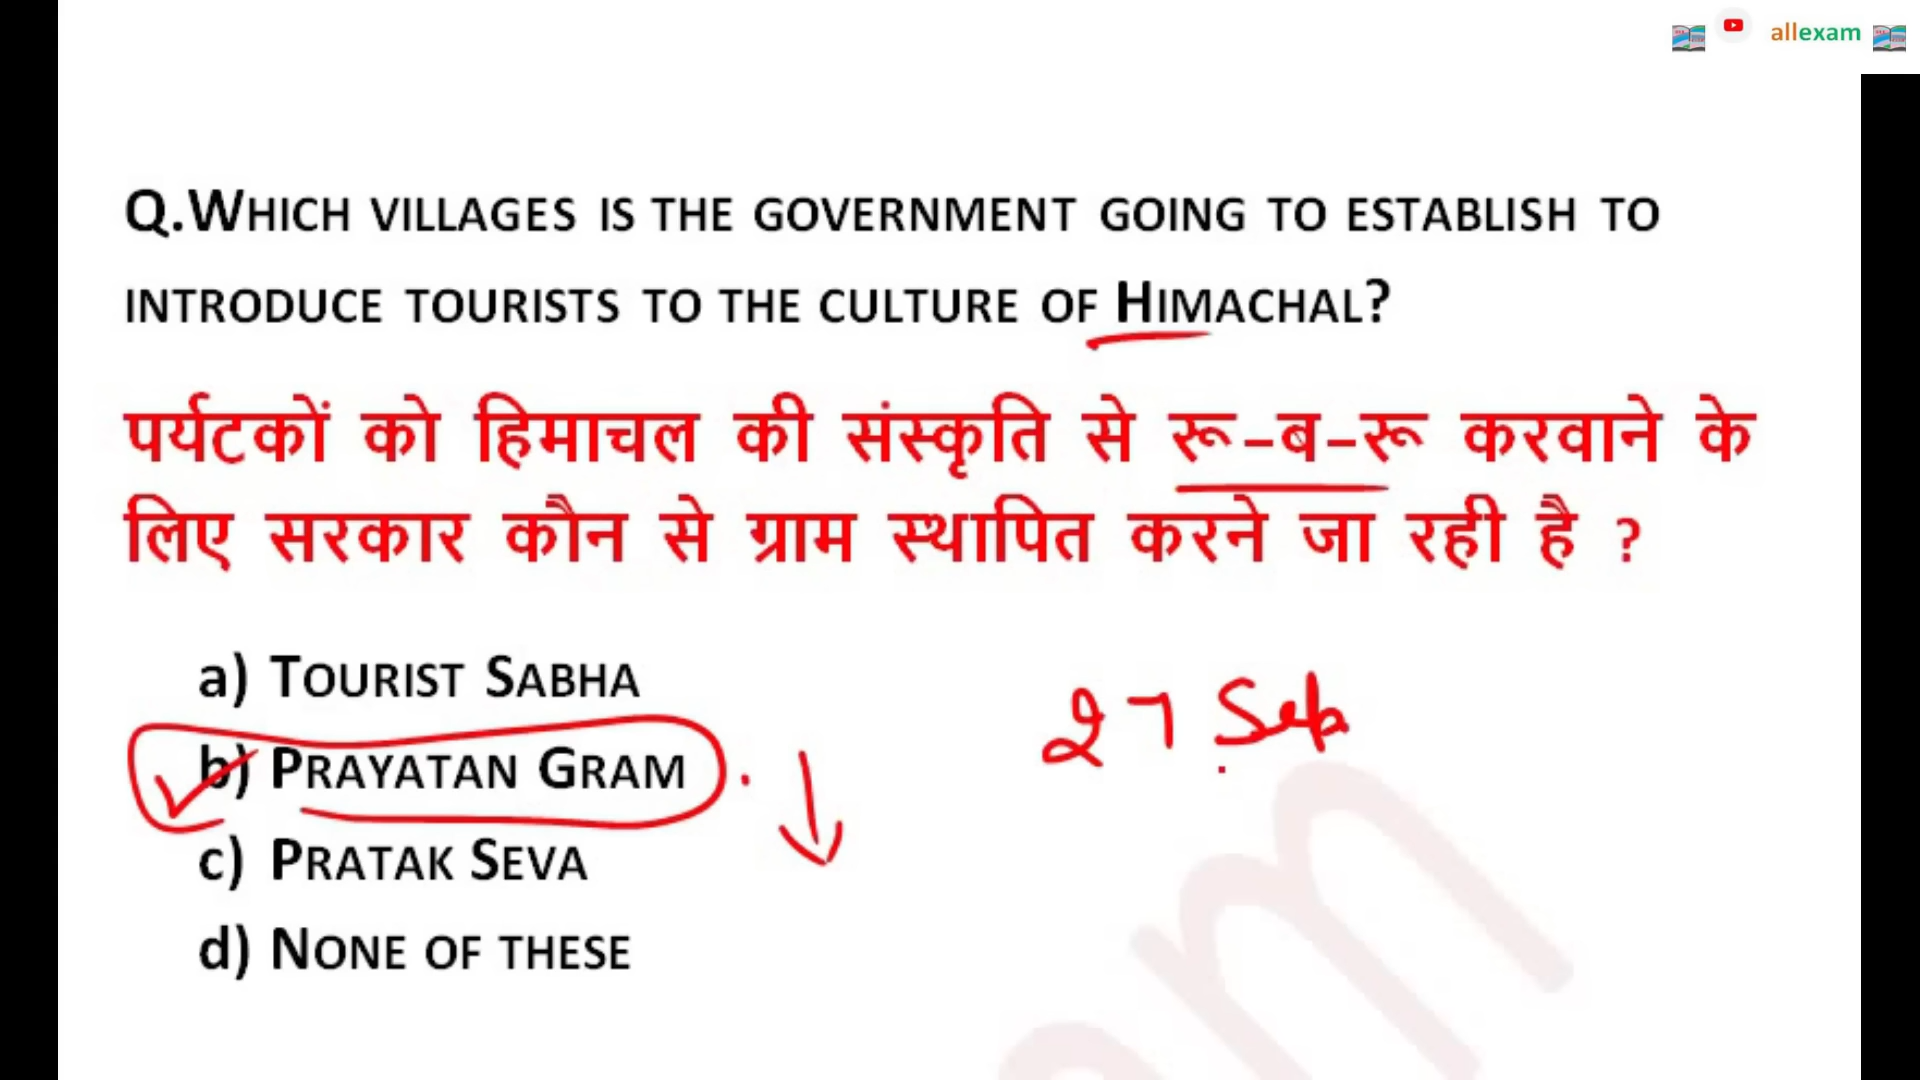 allexam
Q.WHICH VILLAGES IS THE GOVERNMENT GOING TO ESTABLISH TO
INTRODUCE TOURISTS TO THE CULTURE OF HIMACHAL?
पर्यटकों को हिमाचल की संस्कृति से रू-ब-रू करवाने के
लिए सरकार कौन से ग्राम स्थापित करने जा रही है ?
a) TOURIST SABHA
b) PRAYATAN GRAM
27 Sep
c) PRATAK SEVA
d) NONE OF THESE